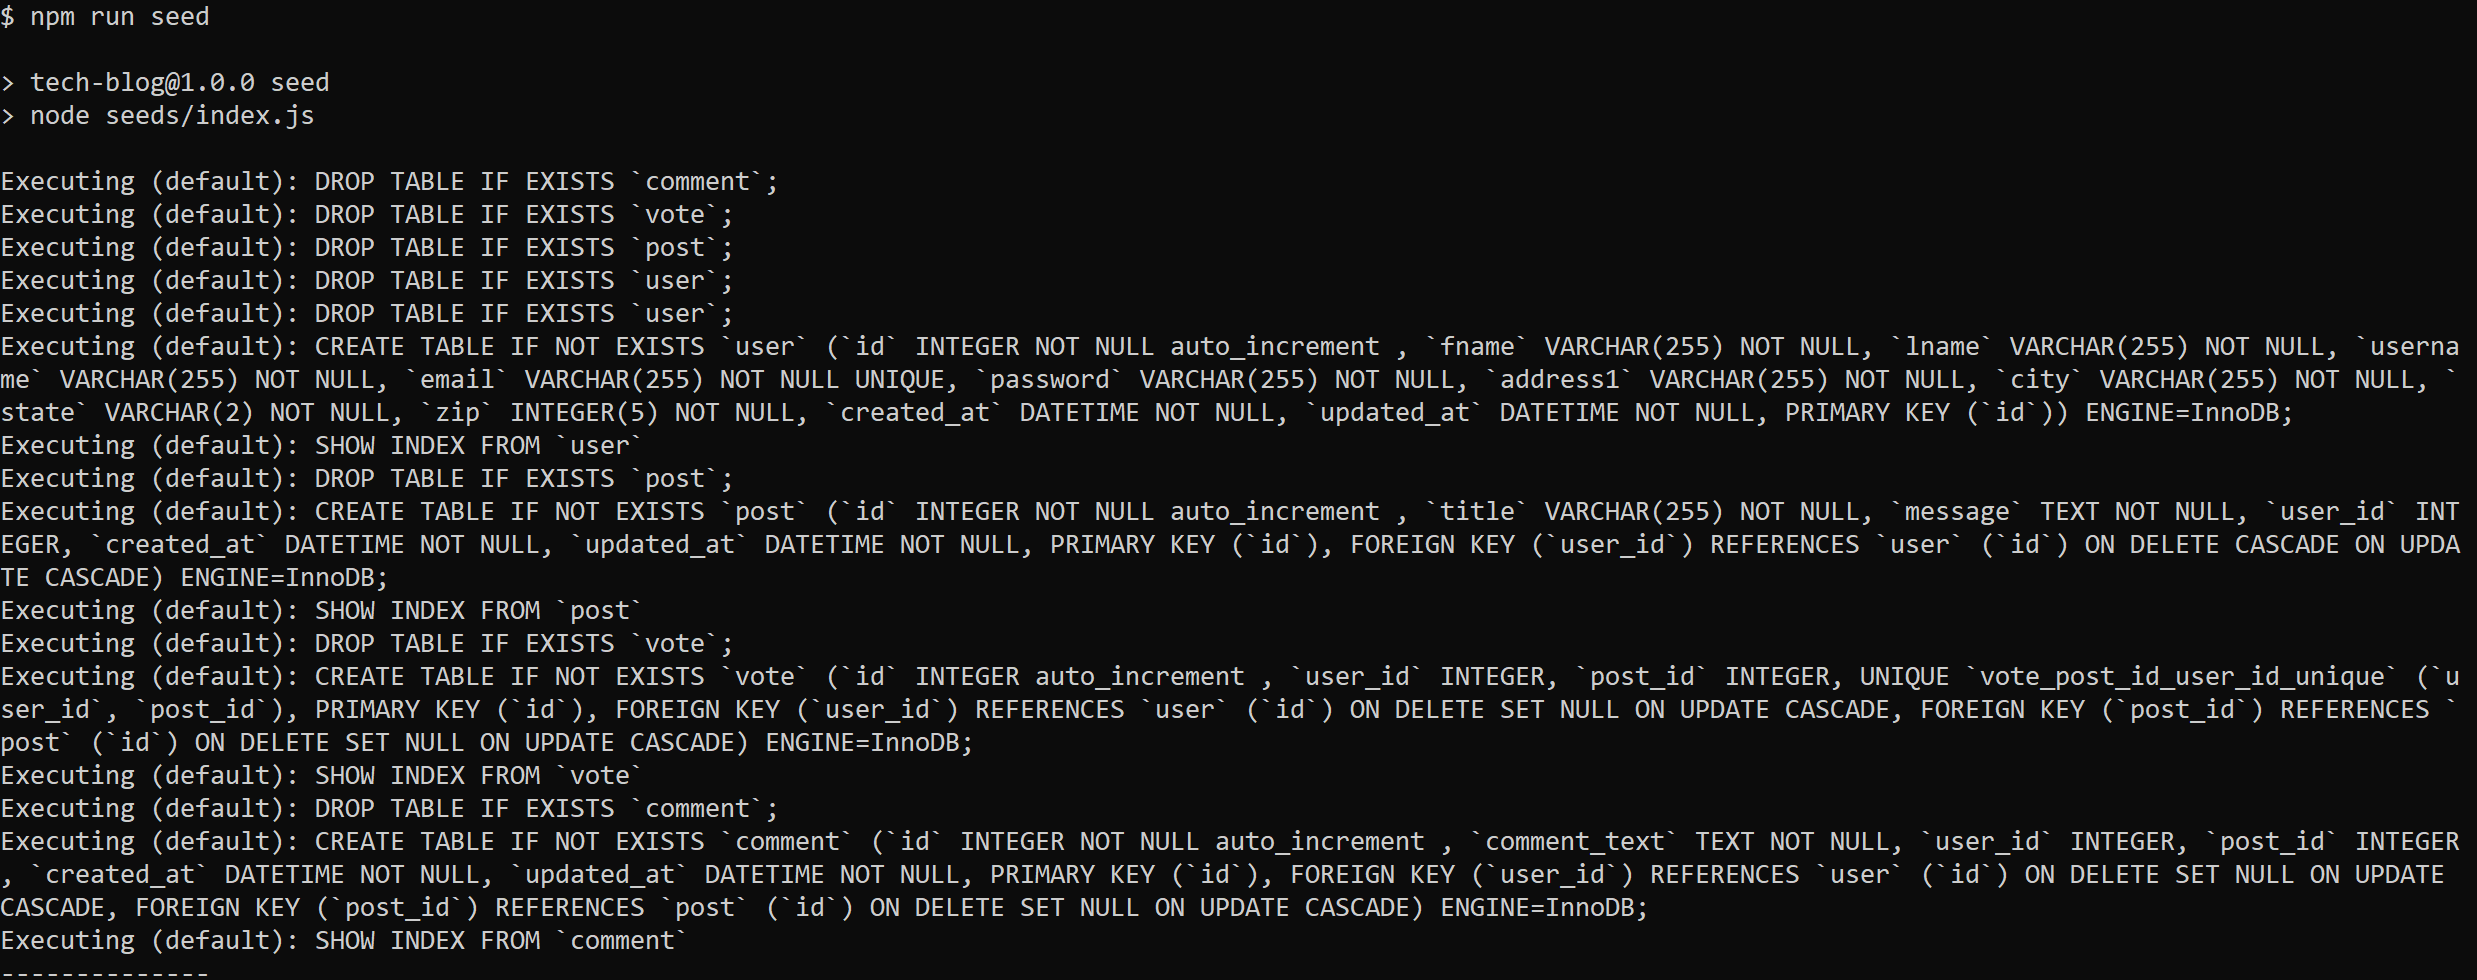 $ npm run seed
> tech-blog@1.0.0 seed
> node seeds/index.js
Executing (default): DROP TABLE IF EXISTS `comment`;
Executing (default): DROP TABLE IF EXISTS `vote`;
Executing (default): DROP TABLE IF EXISTS `post`;
Executing (default): DROP TABLE IF EXISTS `user`;
Executing (default): DROP TABLE IF EXISTS `user`;
Executing (default): CREATE TABLE IF NOT EXISTS `user` (`id` INTEGER NOT NULL auto_increment , `fname` VARCHAR(255) NOT NULL, `lname` VARCHAR(255) NOT NULL, `userna
me` VARCHAR(255) NOT NULL, `email` VARCHAR(255) NOT NULL UNIQUE, `password` VARCHAR(255) NOT NULL, `address1` VARCHAR(255) NOT NULL, `city` VARCHAR(255) NOT NULL, `
state` VARCHAR(2) NOT NULL, `zip` INTEGER(5) NOT NULL, `created_at` DATETIME NOT NULL, `updated_at` DATETIME NOT NULL, PRIMARY KEY (`id`)) ENGINE=InnoDB;
Executing (default): SHOW INDEX FROM `user`
Executing (default): DROP TABLE IF EXISTS `post`;
Executing (default): CREATE TABLE IF NOT EXISTS `post` (`id` INTEGER NOT NULL auto_increment , `title` VARCHAR(255) NOT NULL, `message` TEXT NOT NULL, `user_id` INT
EGER, `created_at` DATETIME NOT NULL, `updated_at` DATETIME NOT NULL, PRIMARY KEY (`id`), FOREIGN KEY (`user_id`) REFERENCES `user` (`id`) ON DELETE CASCADE ON UPDA
TE CASCADE) ENGINE=InnoDB;
Executing (default): SHOW INDEX FROM `post`
Executing (default): DROP TABLE IF EXISTS `vote`;
Executing (default): CREATE TABLE IF NOT EXISTS `vote` (`id` INTEGER auto_increment , `user_id` INTEGER, `post_id` INTEGER, UNIQUE `vote_post_id_user_id_unique` (`u
ser_id`, `post_id`), PRIMARY KEY (`id`), FOREIGN KEY (`user_id`) REFERENCES `user` (`id`) ON DELETE SET NULL ON UPDATE CASCADE, FOREIGN KEY (`post_id`) REFERENCES `
post` (`id`) ON DELETE SET NULL ON UPDATE CASCADE) ENGINE=InnoDB;
Executing (default): SHOW INDEX FROM `vote`
Executing (default): DROP TABLE IF EXISTS `comment`;
Executing (default): CREATE TABLE IF NOT EXISTS `comment` (`id` INTEGER NOT NULL auto_increment , `comment_text` TEXT NOT NULL, `user_id` INTEGER, `post_id` INTEGER
, `created_at` DATETIME NOT NULL, `updated_at` DATETIME NOT NULL, PRIMARY KEY (`id`), FOREIGN KEY (`user_id`) REFERENCES `user` (`id`) ON DELETE SET NULL ON UPDATE
CASCADE, FOREIGN KEY (`post_id`) REFERENCES `post` (`id`) ON DELETE SET NULL ON UPDATE CASCADE) ENGINE=InnoDB;
Executing (default): SHOW INDEX FROM `comment`
--------------